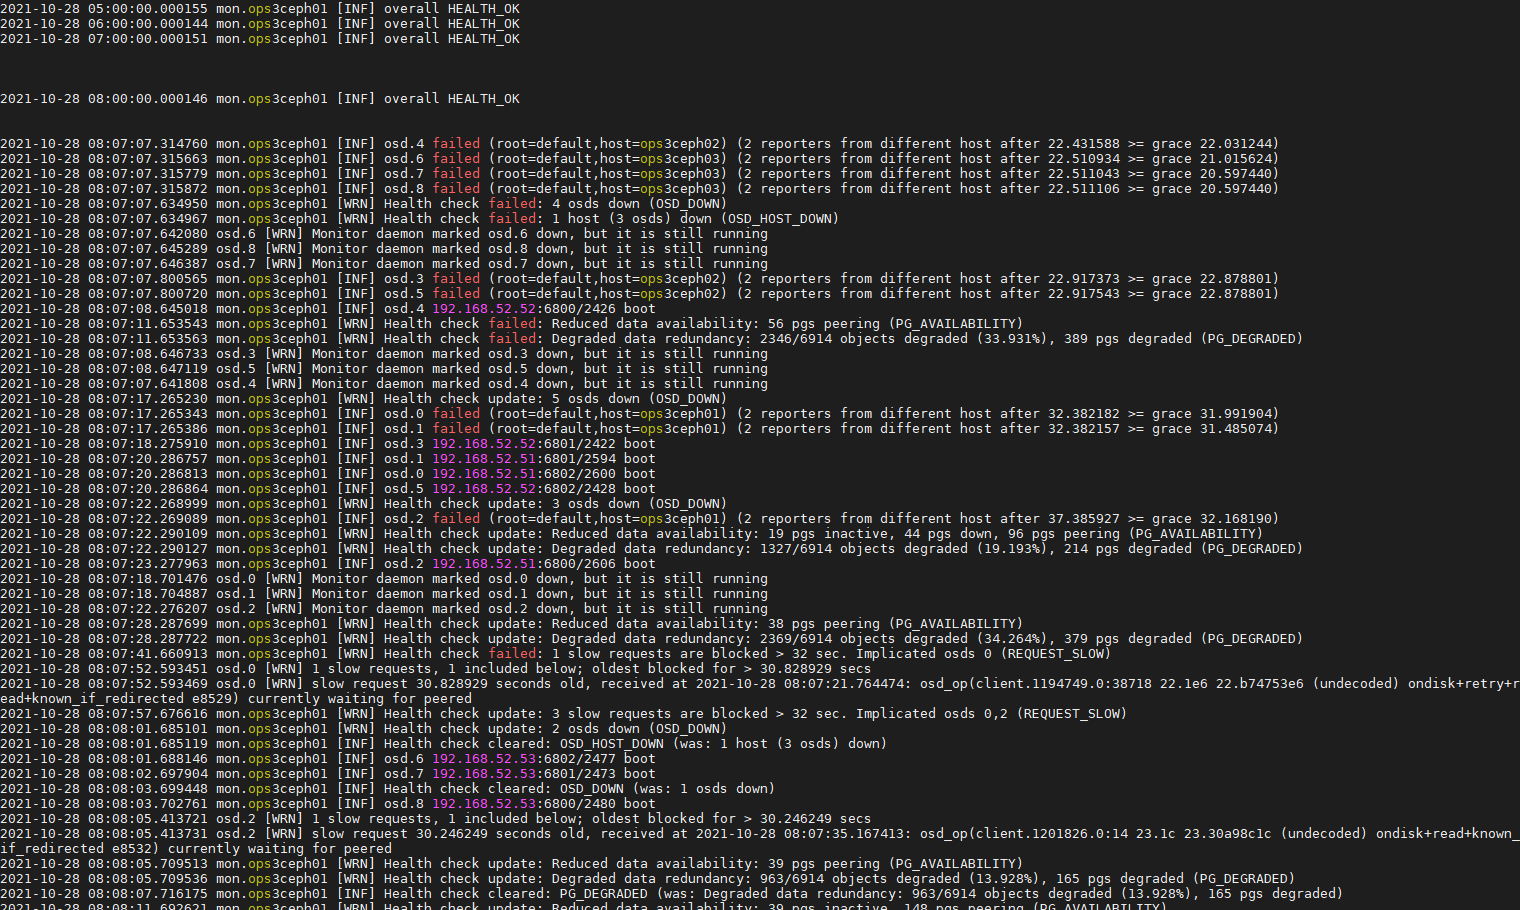 2021-10-28 05:00:00.000155 mon.ops3ceph01 [INF] overall HEALTH_OK
2021-10-28 06:00:00.000144 mon.ops3ceph01 [INF] overall HEALTH_OK
2021-10-28 07:00:00.000151 mon.ops3ceph01 [INF] overall HEALTH_OK
2021-10-28 08:00:00.000146 mon.ops3ceph01 [INF] overall HEALTH_OK
2021-10-28 08:07:07.314760 mon.ops3ceph01 [INF] osd.4 failed (root=default,host=ops3ceph02) (2 reporters from different host after 22.431588 >= grace 22.031244)
2021-10-28 08:07:07.315663 mon.ops3ceph01 [INF] osd.6 failed (root=default,host=ops3ceph03) (2 reporters from different host after 22.510934 >= grace 21.015624)
2021-10-28 08:07:07.315779 mon.ops3ceph01 [INF] osd.7 failed (root=default,host=ops3ceph03) (2 reporters from different host after 22.511043 >= grace 20.597440)
2021-10-28 08:07:07.315872 mon.ops3ceph01 [INF] osd.8 failed (root=default,host=ops3ceph03) (2 reporters from different host after 22.511106 >= grace 20.597440)
2021-10-28 08:07:07.634950 mon.ops3ceph01 [WRN] Health check failed: 4 osds down (OSD_DOWN)
2021-10-28 08:07:07.634967 mon.ops3ceph01 [WRN] Health check failed: 1 host (3 osds) down (OSD_HOST_DOWN)
2021-10-28 08:07:07.642080 osd.6 [WRN] Monitor daemon marked osd.6 down, but it is still running
2021-10-28 08:07:07.645289 osd.8 [WRN] Monitor daemon marked osd.8 down, but it is still running
2021-10-28 08:07:07.646387 osd.7 [WRN] Monitor daemon marked osd.7 down, but it is still running
2021-10-28 08:07:07.800565 mon.ops3ceph01 [INF] osd.3 failed (root=default,host=ops3ceph02) (2 reporters from different host after 22.917373 >= grace 22.878801)
2021-10-28 08:07:07.800720 mon.ops3ceph01 [INF] osd.5 failed (root=default,host=ops3ceph02) (2 reporters from different host after 22.917543 >= grace 22.878801)
2021-10-28 08:07:08.645018 mon.ops3ceph01 [INF] osd.4 192.168.52.52:6800/2426 boot
2021-10-28 08:07:11.653543 mon.ops3ceph01 [WRN] Health check failed: Reduced data availability: 56 pgs peering (PG_AVAILABILITY)
2021-10-28 08:07:11.653563 mon.ops3ceph01 [WRN] Health check failed: Degraded data redundancy: 2346/6914 objects degraded (33.931%), 389 pgs degraded (PG_DEGRADED)
2021-10-28 08:07:08.646733 osd.3 [WRN] Monitor daemon marked osd.3 down, but it is still running
2021-10-28 08:07:08.647119 osd.5 [WRN] Monitor daemon marked osd.5 down, but it is still running
2021-10-28 08:07:07.641808 osd.4 [WRN] Monitor daemon marked osd.4 down, but it is still running
2021-10-28 08:07:17.265230 mon.ops3ceph01 [WRN] Health check update: 5 osds down (OSD_DOWN)
2021-10-28 08:07:17.265343 mon.ops3ceph01 [INF] osd.0 failed (root=default,host=ops3ceph01) (2 reporters from different host after 32.382182 >= grace 31.991904)
2021-10-28 08:07:17.265386 mon.ops3ceph01 [INF] osd.1 failed (root=default,host=ops3ceph01) (2 reporters from different host after 32.382157 >= grace 31.485074)
2021-10-28 08:07:18.275910 mon.ops3ceph01 [INF] osd.3 192.168.52.52:6801/2422 boot
2021-10-28 08:07:20.286757 mon.ops3ceph01 [INF] osd.1 192.168.52.51:6801/2594 boot
2021-10-28 08:07:20.286813 mon.ops3ceph01 [INF] osd.0 192.168.52.51:6802/2600 boot
2021-10-28 08:07:20.286864 mon.ops3ceph01 [INF] osd.5 192.168.52.52:6802/2428 boot
2021-10-28 08:07:22.268999 mon.ops3ceph01 [WRN] Health check update: 3 osds down (OSD_DOWN)
2021-10-28 08:07:22.269089 mon.ops3ceph01 [INF] osd.2 failed (root=default,host=ops3ceph01) (2 reporters from different host after 37.385927 >= grace 32.168190)
2021-10-28 08:07:22.290109 mon.ops3ceph01 [WRN] Health check update: Reduced data availability: 19 pgs inactive, 44 pgs down, 96 pgs peering (PG_AVAILABILITY)
2021-10-28 08:07:22.290127 mon.ops3ceph01 [WRN] Health check update: Degraded data redundancy: 1327/6914 objects degraded (19.193%), 214 pgs degraded (PG_DEGRADED)
2021-10-28 08:07:23.277963 mon.ops3ceph01 [INF] osd.2 192.168.52.51:6800/2606 boot
2021-10-28 08:07:18.701476 osd.0 [WRN] Monitor daemon marked osd.0 down, but it is still running
2021-10-28 08:07:18.704887 osd.1 [WRN] Monitor daemon marked osd.1 down, but it is still running
2021-10-28 08:07:22.276207 osd.2 [WRN] Monitor daemon marked osd.2 down, but it is still running
2021-10-28 08:07:28.287699 mon.ops3ceph01 [WRN] Health check update: Reduced data availability: 38 pgs peering (PG_AVAILABILITY)
2021-10-28 08:07:28.287722 mon.ops3ceph01 [WRN] Health check update: Degraded data redundancy: 2369/6914 objects degraded (34.264%), 379 pgs degraded (PG_DEGRADED)
2021-10-28 08:07:41.660913 mon.ops3ceph01 [WRN] Health check failed: 1 slow requests are blocked > 32 sec. Implicated osds 0 (REQUEST_SLOW)
2021-10-28 08:07:52.593451 osd.0 [WRN] 1 slow requests, 1 included below; oldest blocked for > 30.828929 secs
2021-10-28 08:07:52.593469 osd.0 [WRN] slow request 30.828929 seconds old, received at 2021-10-28 08:07:21.764474: osd_op(client.1194749.0:38718 22.1e6 22.b74753e6 (undecoded) ondisk+retry+r
ead+known_if_redirected e8529) currently waiting for peered
2021-10-28 08:07:57.676616 mon.ops3ceph01 [WRN] Health check update: 3 slow requests are blocked > 32 sec. Implicated osds 0,2 (REQUEST_SLOW)
2021-10-28 08:08:01.685101 mon.ops3ceph01 [WRN] Health check update: 2 osds down (OSD_DOWN)
2021-10-28 08:08:01.685119 mon.ops3ceph01 [INF] Health check cleared: OSD_HOST_DOWN (was: 1 host (3 osds) down)
2021-10-28 08:08:01.688146 mon.ops3ceph01 [INF] osd.6 192.168.52.53:6802/2477 boot
2021-10-28 08:08:02.697904 mon.ops3ceph01 [INF] osd.7 192.168.52.53:6801/2473 boot
2021-10-28 08:08:03.699448 mon.ops3ceph01 [INF] Health check cleared: OSD_DOWN (was: 1 osds down)
2021-10-28 08:08:03.702761 mon.ops3ceph01 [INF] osd.8 192.168.52.53:6800/2480 boot
2021-10-28 08:08:05.413721 osd.2 [WRN] 1 slow requests, 1 included below; oldest blocked for > 30.246249 secs
2021-10-28 08:08:05.413731 osd.2 [WRN] slow request 30.246249 seconds old, received at 2021-10-28 08:07:35.167413: osd_op(client.1201826.0:14 23.1c 23.30a98c1c (undecoded) ondisk+read+known_
if_redirected e8532) currently waiting for peered
2021-10-28 08:08:05.709513 mon.ops3ceph01 [WRN] Health check update: Reduced data availability: 39 pgs peering (PG_AVAILABILITY)
2021-10-28 08:08:05.709536 mon.ops3ceph01 [WRN] Health check update: Degraded data redundancy: 963/6914 objects degraded (13.928%), 165 pgs degraded (PG_DEGRADED)
2021-10-28 08:08:07.716175 mon.ops3ceph01 [INF] Health check cleared: PG_DEGRADED (was: Degraded data redundancy: 963/6914 objects degraded (13.928%), 165 pgs degraded)
2021-10-28 08:08:11.692621 mon.ops3ceph01 [WRN] Health check update: Reduced data availability: 39 pgs inactive, 148 pgs peering (PG_AVAILABILITY)